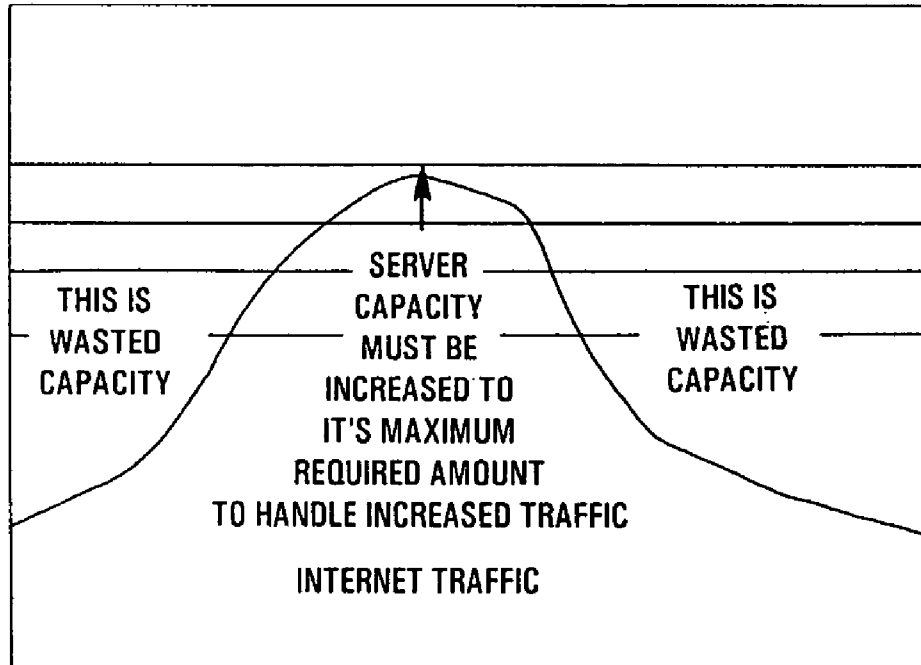 THIS IS
WASTED
CAPACITY
SERVER
CAPACITY
MUST BE
INCREASED TO
IT'S MAXIMUM
REQUIRED AMOUNT
TO HANDLE INCREASED TRAFFIC
INTERNET TRAFFIC
THIS IS
WASTED
CAPACITY